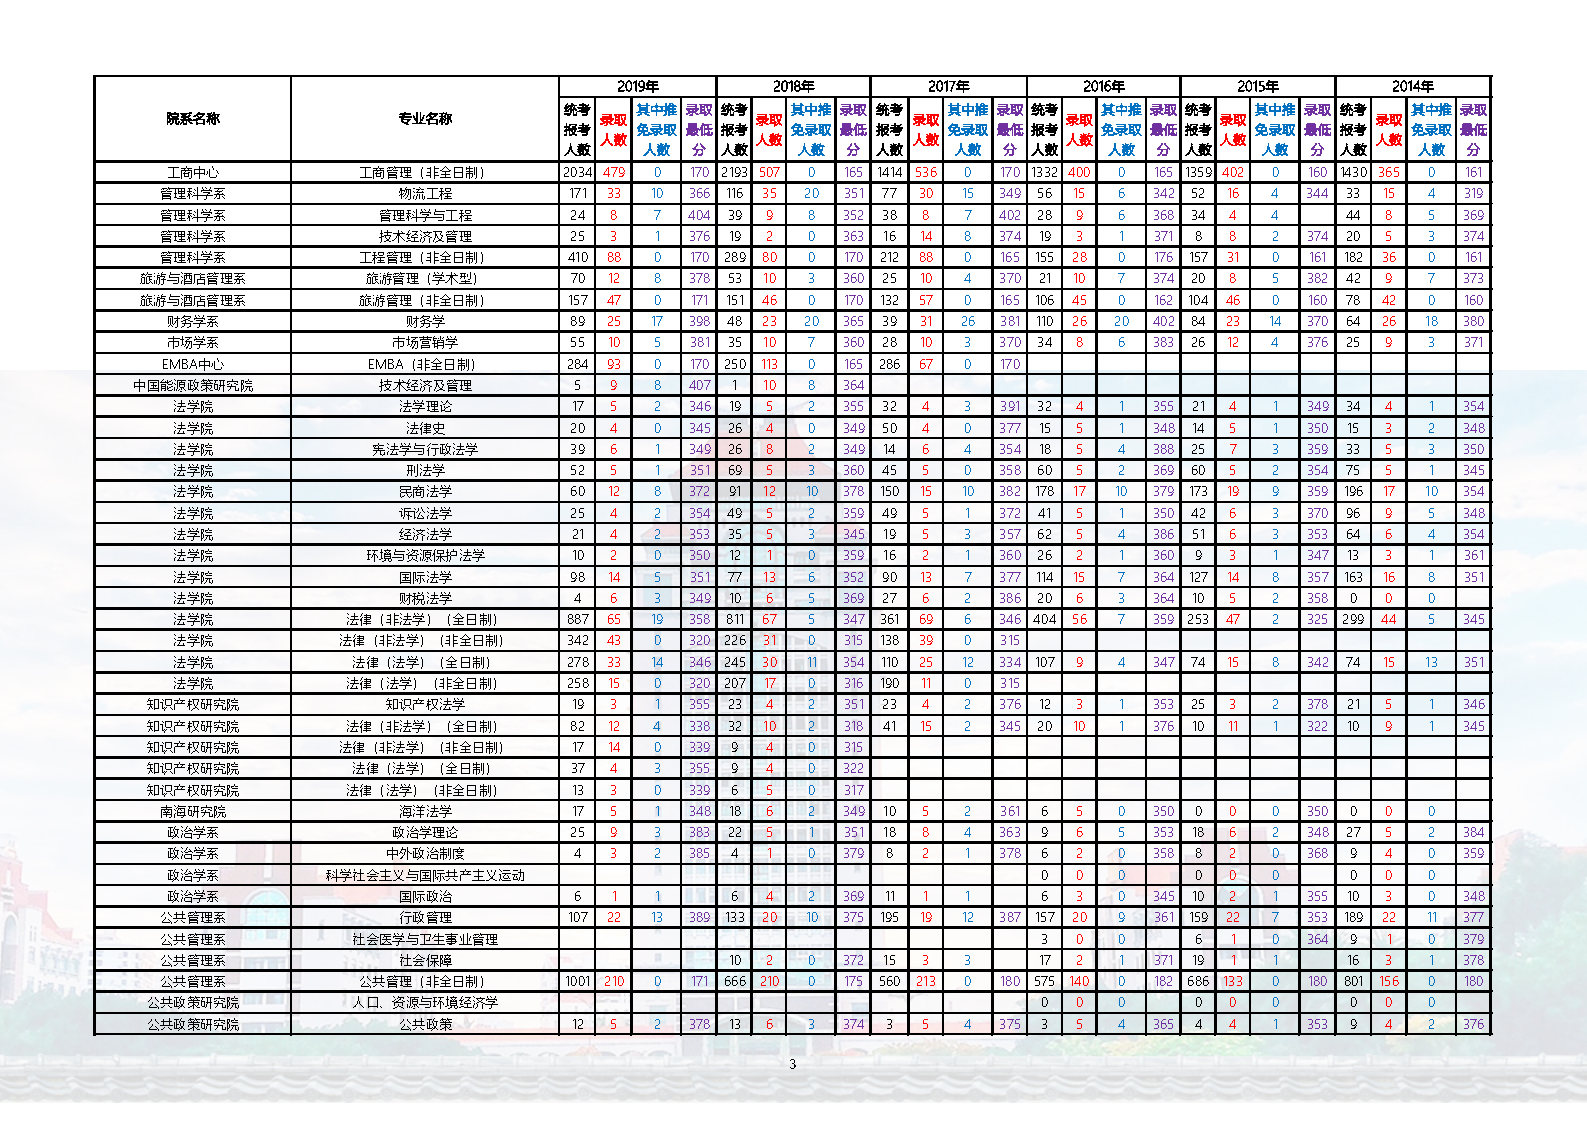 2019年 2018年 2017年 2016年 2015年 2014年
院系名称 专业名称 统考报考人数 录取人数 其中推免录取人数 录取最低分 统考报考人数 录取人数 其中推免录取人数 录取最低分 统考报考人数 录取人数 其中推免录取人数 录取最低分 统考报考人数 录取人数 其中推免录取人数 录取最低分 统考报考人数 录取人数 其中推免录取人数 录取最低分 统考报考人数 录取人数 其中推免录取人数 录取最低分
工商中心 工商管理（非全日制） 2034 479 0 170 2193 507 0 165 1414 536 0 170 1332 400 0 165 1359 402 0 160 1430 365 0 161
管理科学系 物流工程 171 33 10 366 116 35 20 351 77 30 15 349 56 15 6 342 52 16 4 344 33 15 4 319
管理科学系 管理科学与工程 24 8 7 404 39 9 8 352 38 8 7 402 28 9 6 368 34 4 4 44 8 5 369
管理科学系 技术经济及管理 25 3 1 376 19 2 0 363 16 14 8 374 19 3 1 371 8 8 2 374 20 5 3 374
管理科学系 工程管理（非全日制） 410 88 0 170 289 80 0 170 212 88 0 165 155 28 0 176 157 31 0 161 182 36 0 161
旅游与酒店管理系 旅游管理（学术型） 70 12 8 378 53 10 3 360 25 10 4 370 21 10 7 374 20 8 5 382 42 9 7 373
旅游与酒店管理系 旅游管理（非全日制） 157 47 0 171 151 46 0 170 132 57 0 165 106 45 0 162 104 46 0 160 78 42 0 160
财务学系 财务学 89 25 17 398 48 23 20 365 39 31 26 381 110 26 20 402 84 23 14 370 64 26 18 380
市场学系 市场营销学 55 10 5 381 35 10 7 360 28 10 3 370 34 8 6 383 26 12 4 376 25 9 3 371
EMBA中心 EMBA（非全日制） 284 93 0 170 250 113 0 165 286 67 0 170
中国能源政策研究院 技术经济及管理 5 9 8 407 1 10 8 364
法学院 法学理论 17 5 2 346 19 5 2 355 32 4 3 391 32 4 1 355 21 4 1 349 34 4 1 354
法学院 法律史 20 4 0 345 26 4 0 349 50 4 0 377 15 5 1 348 14 5 1 350 15 3 2 348
法学院 宪法学与行政法学 39 6 1 349 26 8 2 349 14 6 4 354 18 5 4 388 25 7 3 359 33 5 3 350
法学院 刑法学 52 5 1 351 69 5 3 360 45 5 0 358 60 5 2 369 60 5 2 354 75 5 1 345
法学院 民商法学 60 12 8 372 91 12 10 378 150 15 10 382 178 17 10 379 173 19 9 359 196 17 10 354
法学院 诉讼法学 25 4 2 354 49 5 2 359 49 5 1 372 41 5 1 350 42 6 3 370 96 9 5 348
法学院 经济法学 21 4 2 353 35 5 3 345 19 5 3 357 62 5 4 386 51 6 3 353 64 6 4 354
法学院 环境与资源保护法学 10 2 0 350 12 1 0 359 16 2 1 360 26 2 1 360 9 3 1 347 13 3 1 361
法学院 国际法学 98 14 5 351 77 13 6 352 90 13 7 377 114 15 7 364 127 14 8 357 163 16 8 351
法学院 财税法学 4 6 3 349 10 6 5 369 27 6 2 386 20 6 3 364 10 5 2 358 0 0 0
法学院 法律（非法学）（全日制） 887 65 19 358 811 67 5 347 361 69 6 346 404 56 7 359 253 47 2 325 299 44 5 345
法学院 法律（非法学）（非全日制） 342 43 0 320 226 31 0 315 138 39 0 315
法学院 法律（法学）（全日制） 278 33 14 346 245 30 11 354 110 25 12 334 107 9 4 347 74 15 8 342 74 15 13 351
法学院 法律（法学）（非全日制） 258 15 0 320 207 17 0 316 190 11 0 315
知识产权研究院 知识产权法学 19 3 1 355 23 4 2 351 23 4 2 376 12 3 1 353 25 3 2 378 21 5 1 346
知识产权研究院 法律（非法学）（全日制） 82 12 4 338 32 10 2 318 41 15 2 345 20 10 1 376 10 11 1 322 10 9 1 345
知识产权研究院 法律（非法学）（非全日制） 17 14 0 339 9 4 0 315
知识产权研究院 法律（法学）（全日制） 37 4 3 355 9 4 0 322
知识产权研究院 法律（法学）（非全日制） 13 3 0 339 6 5 0 317
南海研究院 海洋法学 17 5 1 348 18 6 2 349 10 5 2 361 6 5 0 350 0 0 0 350 0 0 0
政治学系 政治学理论 25 9 3 383 22 5 1 351 18 8 4 363 9 6 5 353 18 6 2 348 27 5 2 384
政治学系 中外政治制度 4 3 2 385 4 1 0 379 8 2 1 378 6 2 0 358 8 2 0 368 9 4 0 359
政治学系 科学社会主义与国际共产主义运动 0 0 0 0 0 0 0 0 0
政治学系 国际政治 6 1 1 6 4 2 369 11 1 1 6 3 0 345 10 2 1 355 10 3 0 348
公共管理系 行政管理 107 22 13 389 133 20 10 375 195 19 12 387 157 20 9 361 159 22 7 353 189 22 11 377
公共管理系 社会医学与卫生事业管理 3 0 0 6 1 0 364 9 1 0 379
公共管理系 社会保障 10 2 0 372 15 3 3 17 2 1 371 19 1 1 16 3 1 378
公共管理系 公共管理（非全日制） 1001 210 0 171 666 210 0 175 560 213 0 180 575 140 0 182 686 133 0 180 801 156 0 180
公共政策研究院 人口、资源与环境经济学 0 0 0 0 0 0 0 0 0
公共政策研究院 公共政策 12 5 2 378 13 6 3 374 3 5 4 375 3 5 4 365 4 4 1 353 9 4 2 376
3